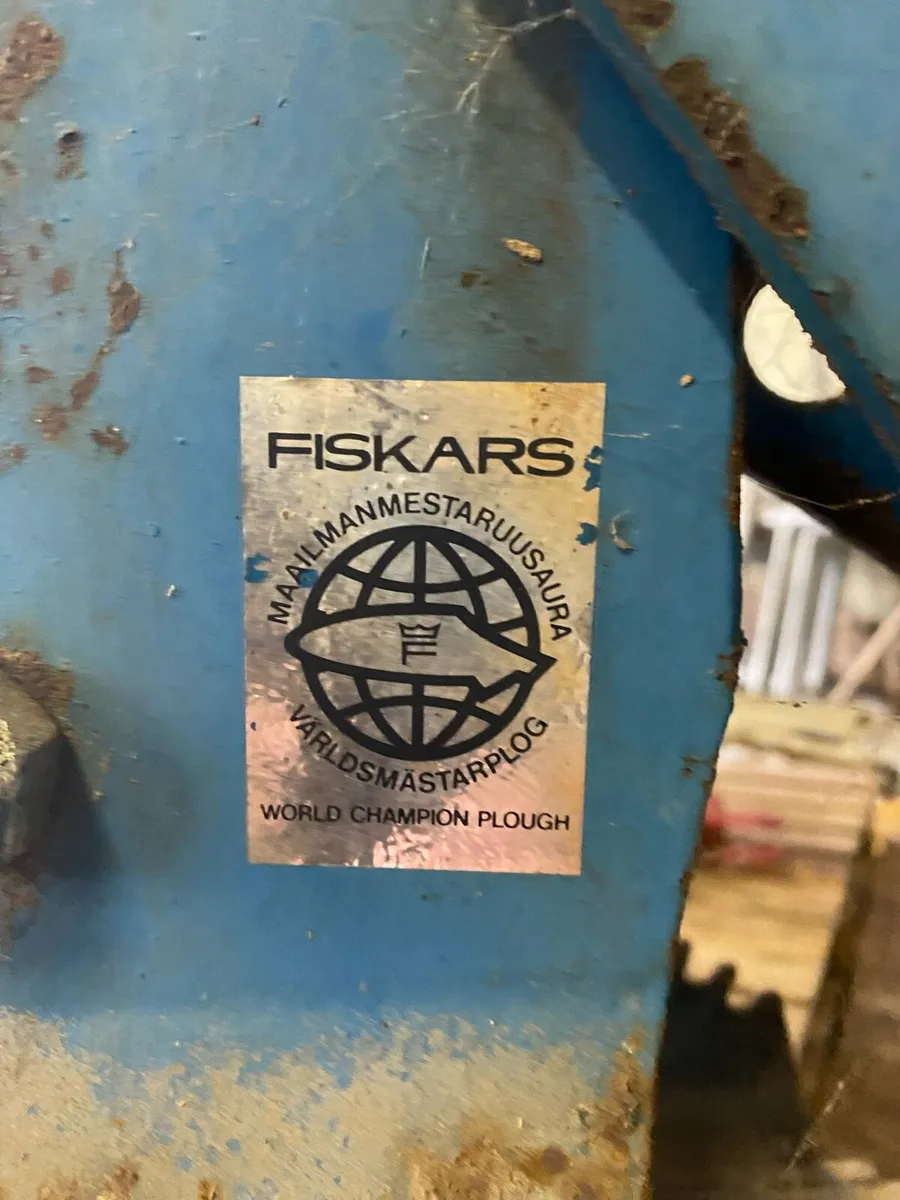 FISKARS
MAAILMANMESTARUUSAURA
F
VÄRLDSMÄSTARPLOG
WORLD CHAMPION PLOUGH